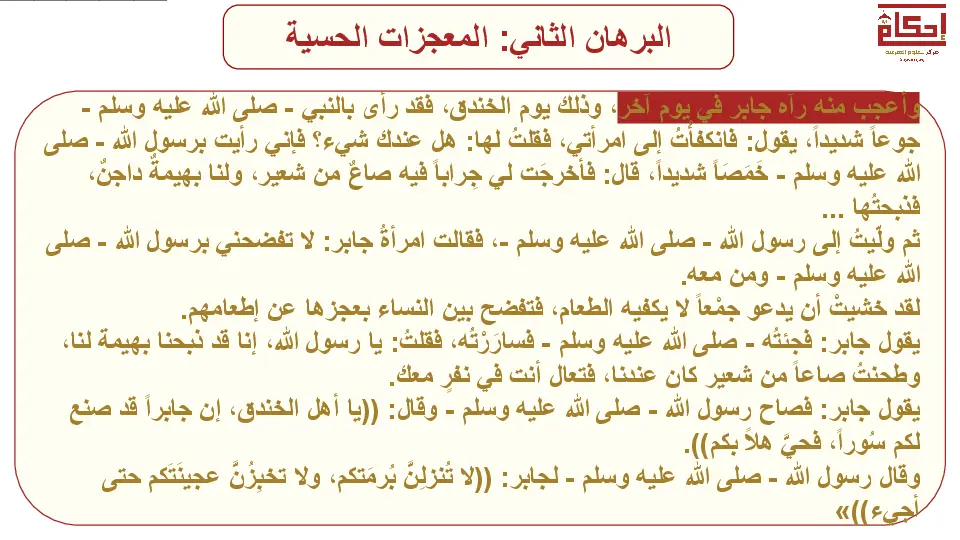 البرهان الثاني: المعجزات الحسية
إحكام
وأعجب منه رآه جابر في يوم آخر، وذلك يوم الخندق، فقد رأى بالنبي - صلى الله عليه وسلم -
جوعاً شديداً، يقول: فانكفأتُ إلى امرأتي، فقلتُ لها: هل عندك شيء؟ فإني رأيت برسول الله - صلى
الله عليه وسلم - خَمَصَاً شديداً، قال: فأخرجَت لي جِراباً فيه صاعٌ من شعير، ولنا بهيمةٌ داجنٌ،
فذبحتُها ...
ثم ولّيتُ إلى رسول الله - صلى الله عليه وسلم -، فقالت امرأةُ جابر: لا تفضحني برسول الله - صلى
الله عليه وسلم - ومن معه.
لقد خشيتْ أن يدعو جمْعاً لا يكفيه الطعام، فتفضح بين النساء بعجزها عن إطعامهم.
يقول جابر: فجئتُه - صلى الله عليه وسلم - فسارَرْتُه، فقلتُ: يا رسول الله، إنا قد ذبحنا بهيمة لنا،
وطحنتُ صاعاً من شعير كان عندنا، فتعال أنت في نفرٍ معك.
يقول جابر: فصاح رسول الله - صلى الله عليه وسلم - وقال: ((يا أهل الخندق، إن جابراً قد صنع
لكم سُوراً، فحيَّ هلاً بكم)).
وقال رسول الله - صلى الله عليه وسلم - لجابر: ((لا تُنزلِنَّ بُرمَتكم، ولا تخبِزُنَّ عجينَتَكم حتى
أجيء))»